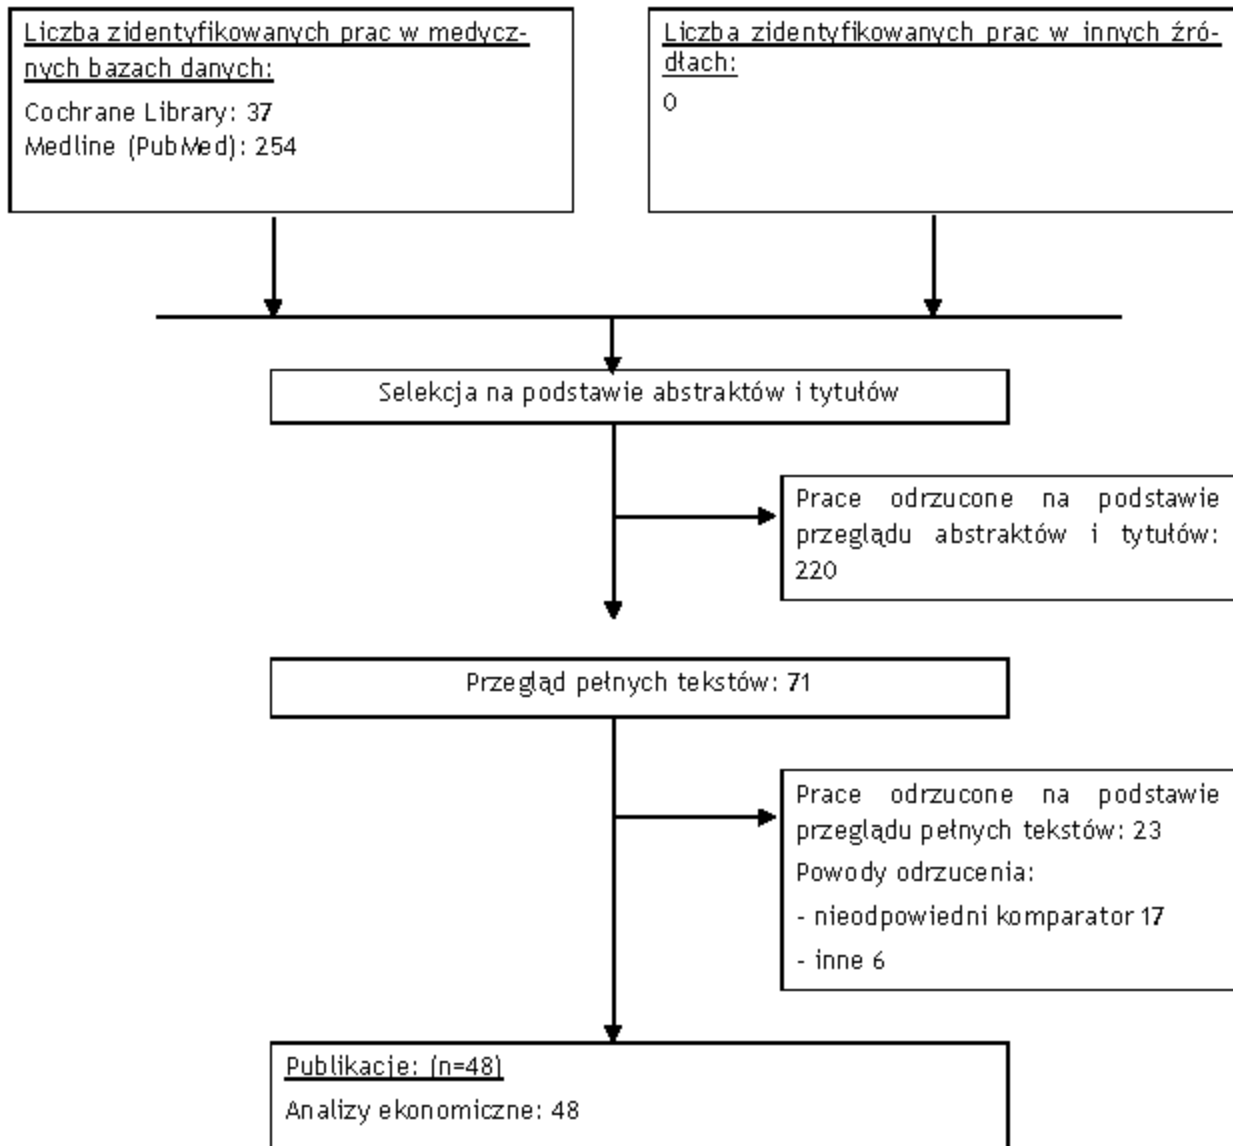 Liczba zidentyfikowanych prac w medycz-
nych bazach danych:
Cochrane Library: 37
Medline (PubMed): 254
Liczba zidentyfikowanych prac w innych źró-
dłach:
0
Selekcja na podstawie abstraktów i tytułów
Prace odrzucone na podstawie
przeglądu abstraktów i tytułów:
220
Przegląd pełnych tekstów: 71
Prace odrzucone na podstawie
przeglądu pełnych tekstów: 23
Powody odrzucenia:
- nieodpowiedni komparator 17
- inne 6
Publikacje: (n=48)
Analizy ekonomiczne: 48